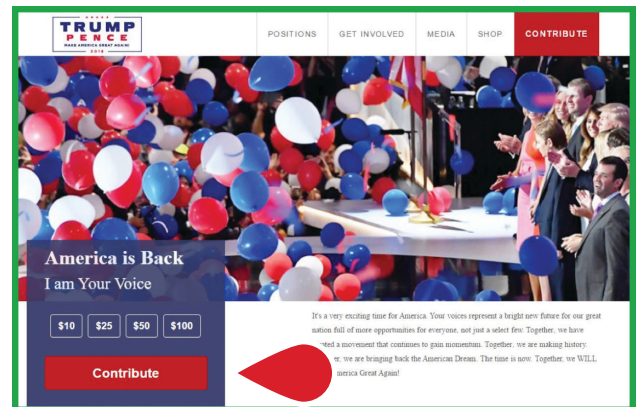 TRUMP
PENCE
MAKE AMERICA GREAT AGAIN!
2016
POSITIONS
GET INVOLVED
MEDIA
SHOP
CONTRIBUTE
America is Back
I am Your Voice
$10
$25
$50
$100
Contribute
It's a very exciting time for America. Your voices represent a bright new future for our great
nation full of more opportunities for everyone, not just a select few. Together, we have
a movement that continues to gain momentum. Together, we are making history.
we are bringing back the American Dream. The time is now. Together, we WILL
America Great Again!